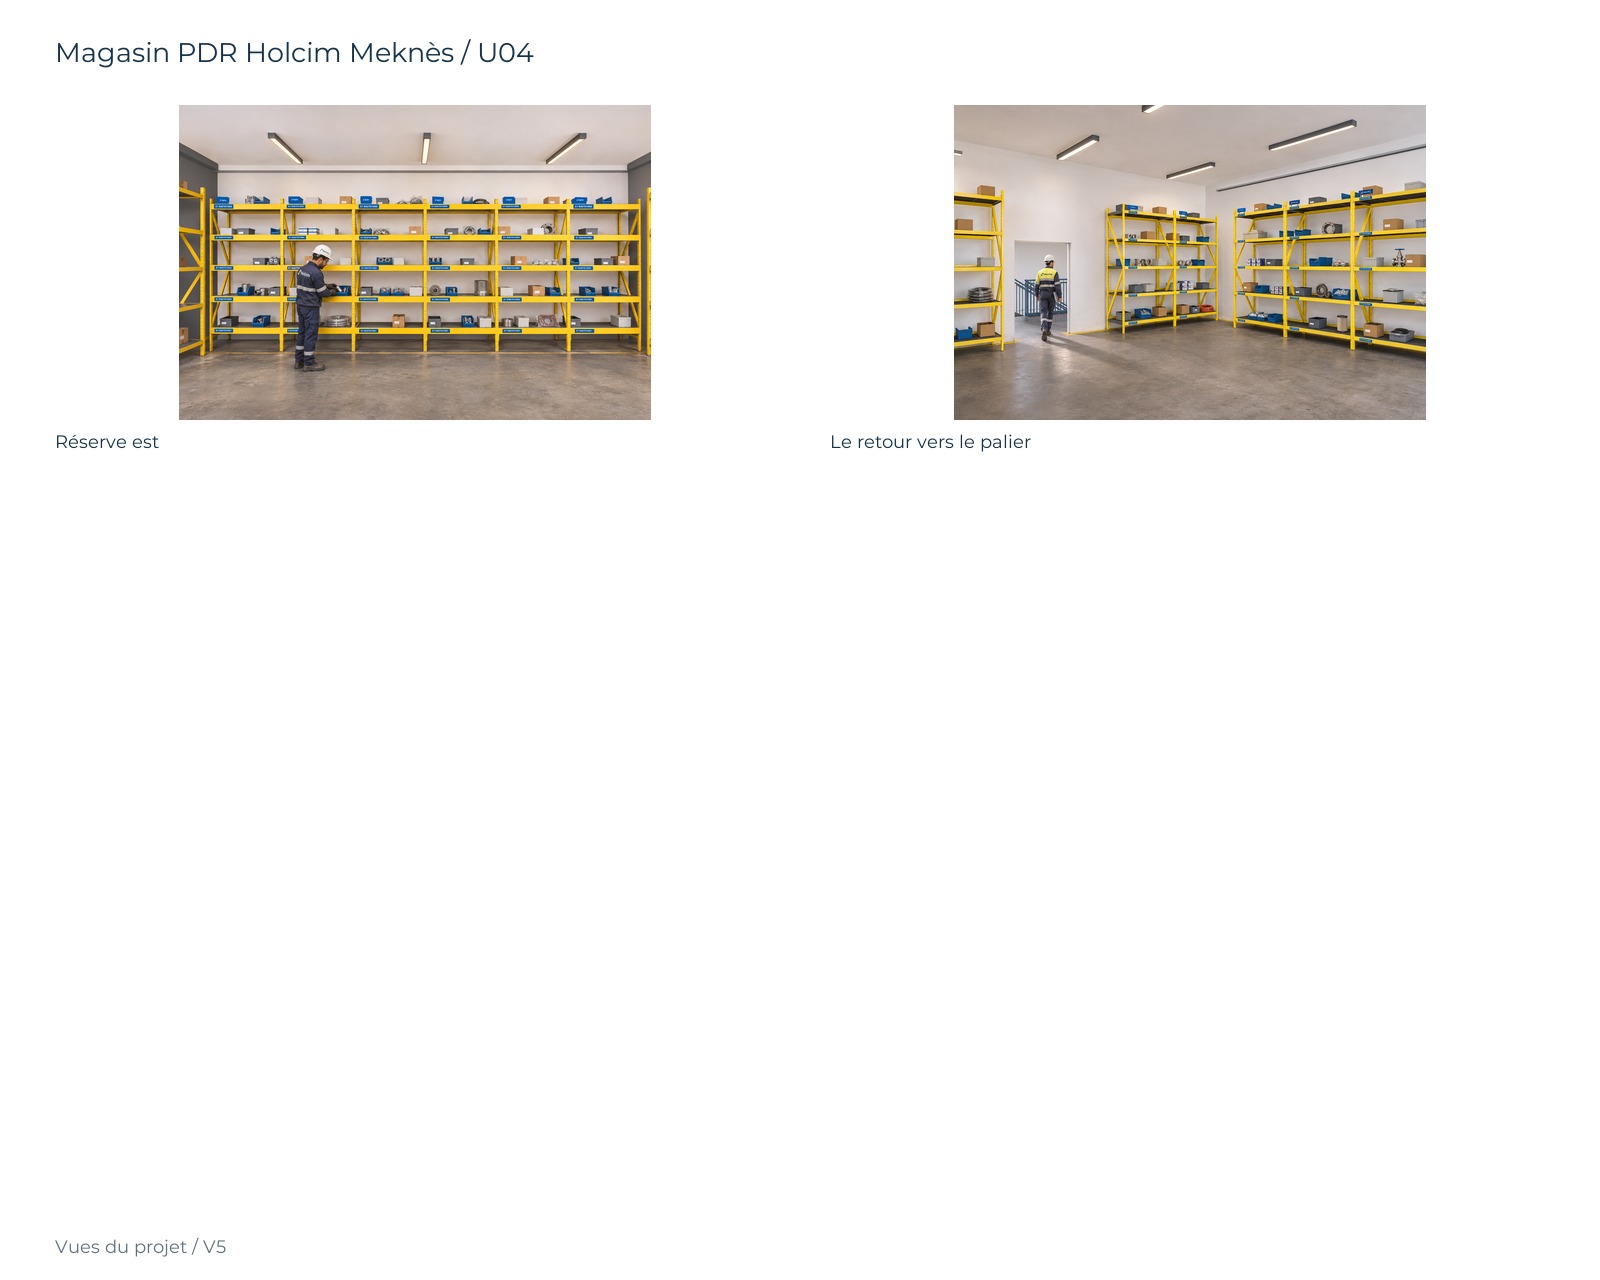 Magasin PDR Holcim Meknès / U04
Réserve est
Le retour vers le palier
Vues du projet / V5